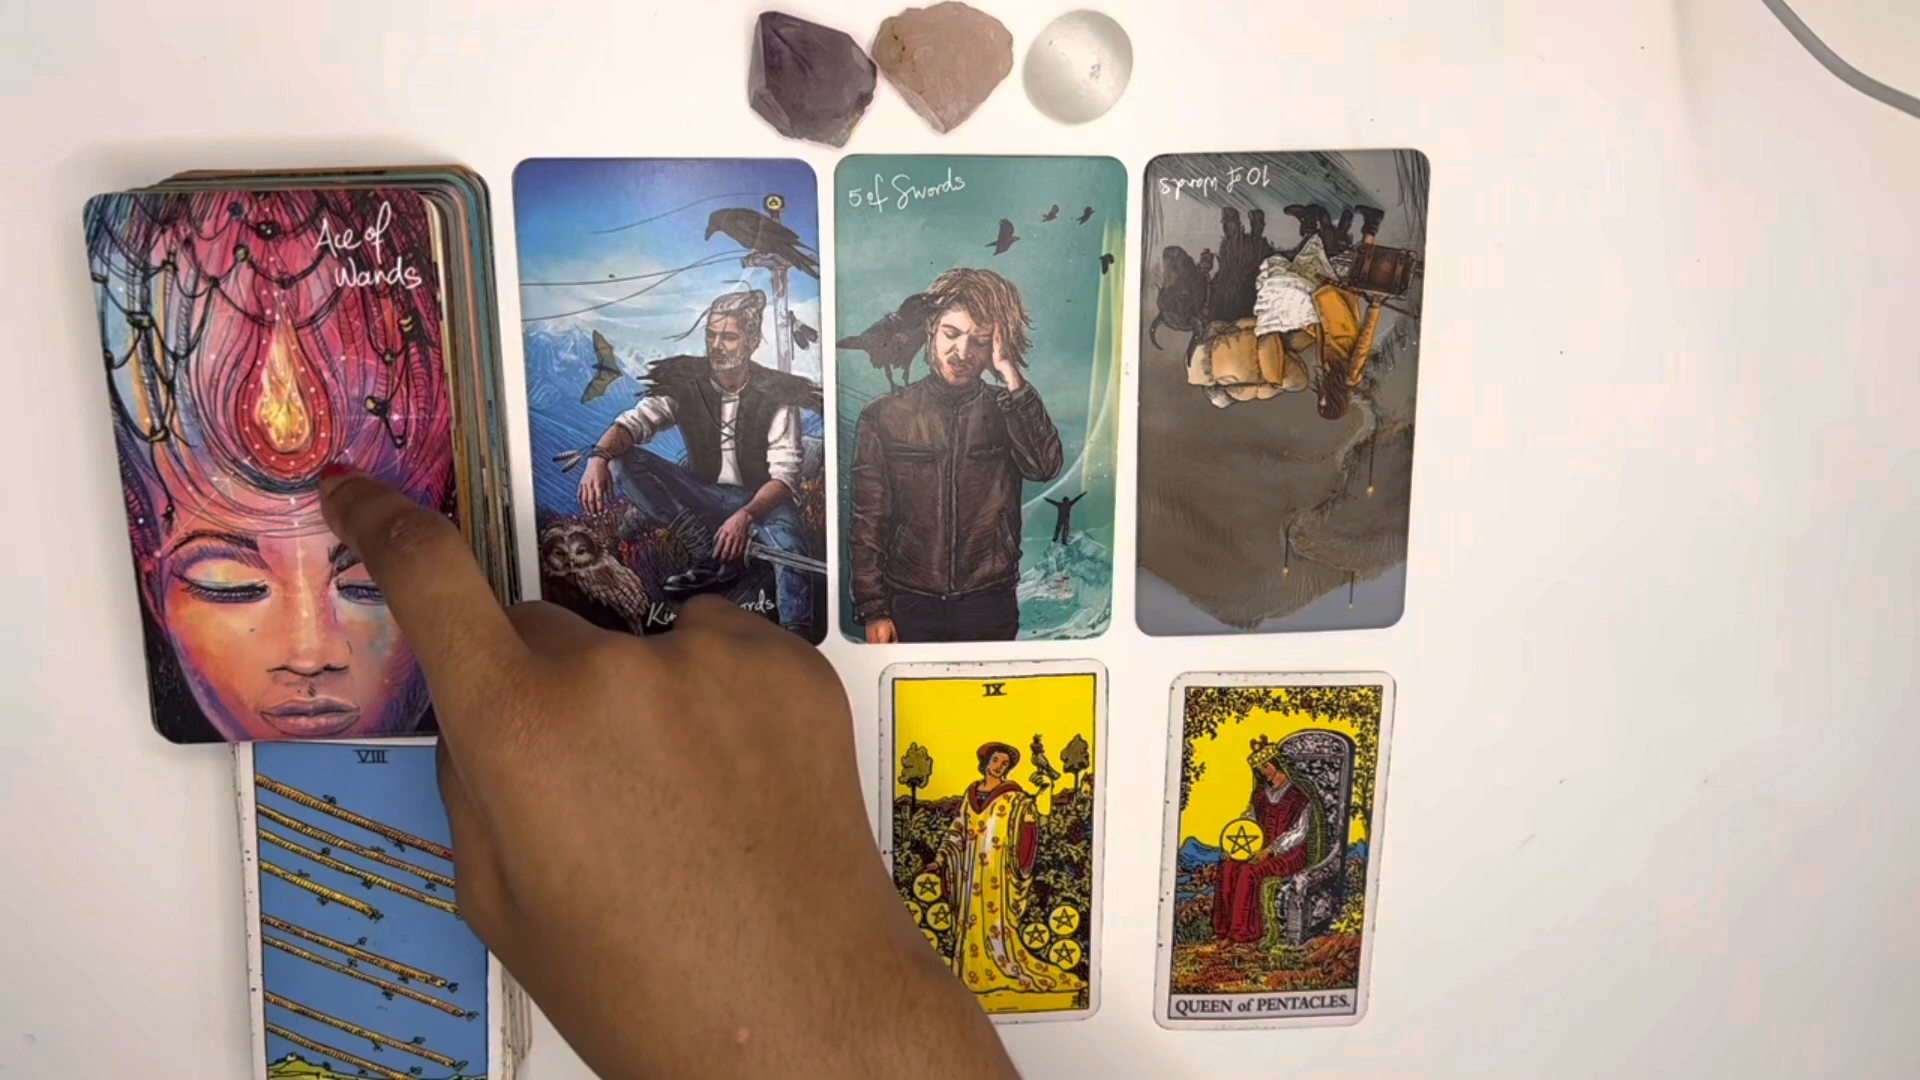 Ace of
Wands
5 of Swords
10 of Wands
VIII
IX
QUEEN of PENTACLES.